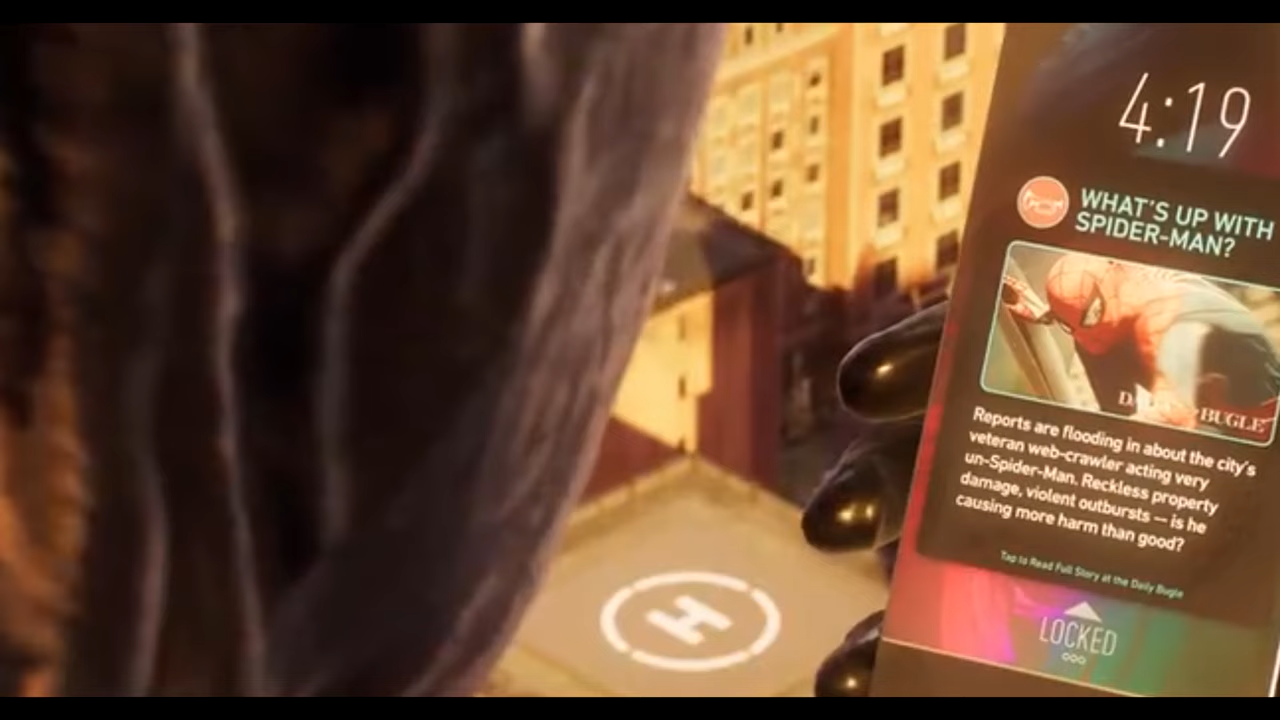 4:19
WHAT'S UP WITH
SPIDER-MAN?
DAILY BUGLE
Reports are flooding in about the city's
veteran web-crawler acting very
un-Spider-Man. Reckless property
damage, violent outbursts — is he
causing more harm than good?
Tap to Read Full Story at the Daily Bugle
LOCKED
H